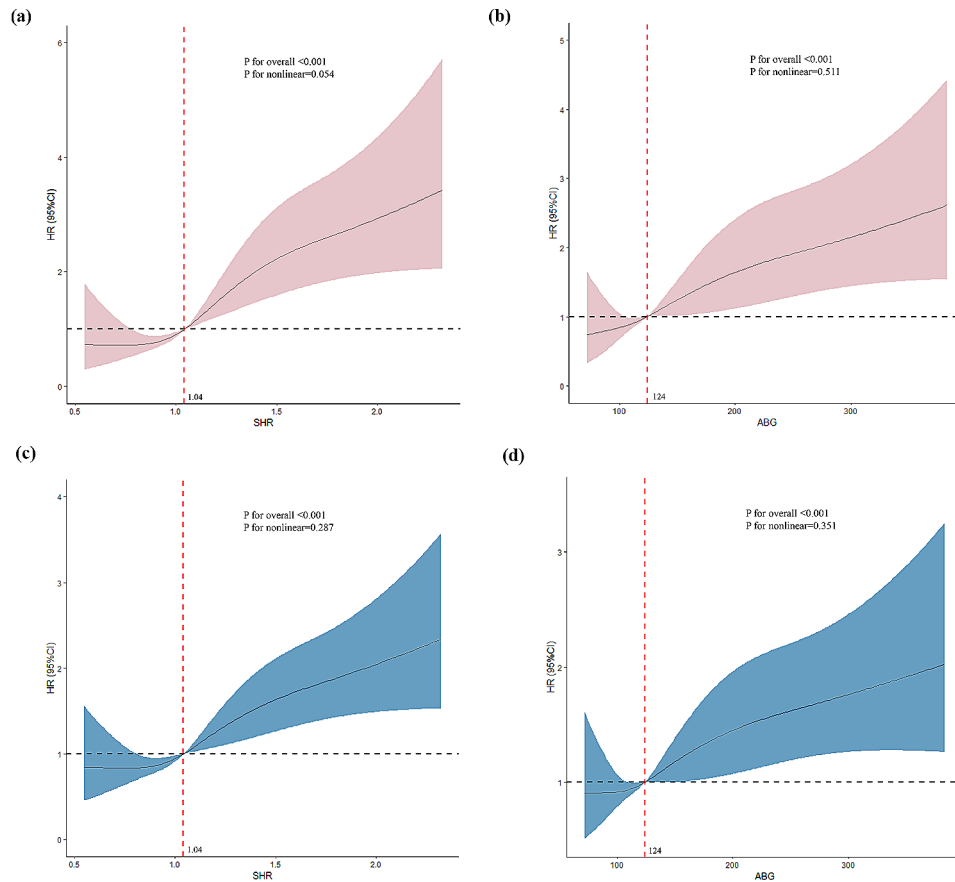 (a)
P for overall <0.001
P for nonlinear=0.054
HR (95%CI)
6
4
2
1
0
0.5
1.0
1.5
2.0
1.04
SHR
(b)
P for overall <0.001
P for nonlinear=0.511
HR (95%CI)
5
4
3
2
1
0
100
200
300
124
ABG
(c)
P for overall <0.001
P for nonlinear=0.287
HR (95%CI)
4
3
2
1
0
0.5
1.0
1.5
2.0
1.04
SHR
(d)
P for overall <0.001
P for nonlinear=0.351
HR (95%CI)
3
2
1
100
200
300
124
ABG